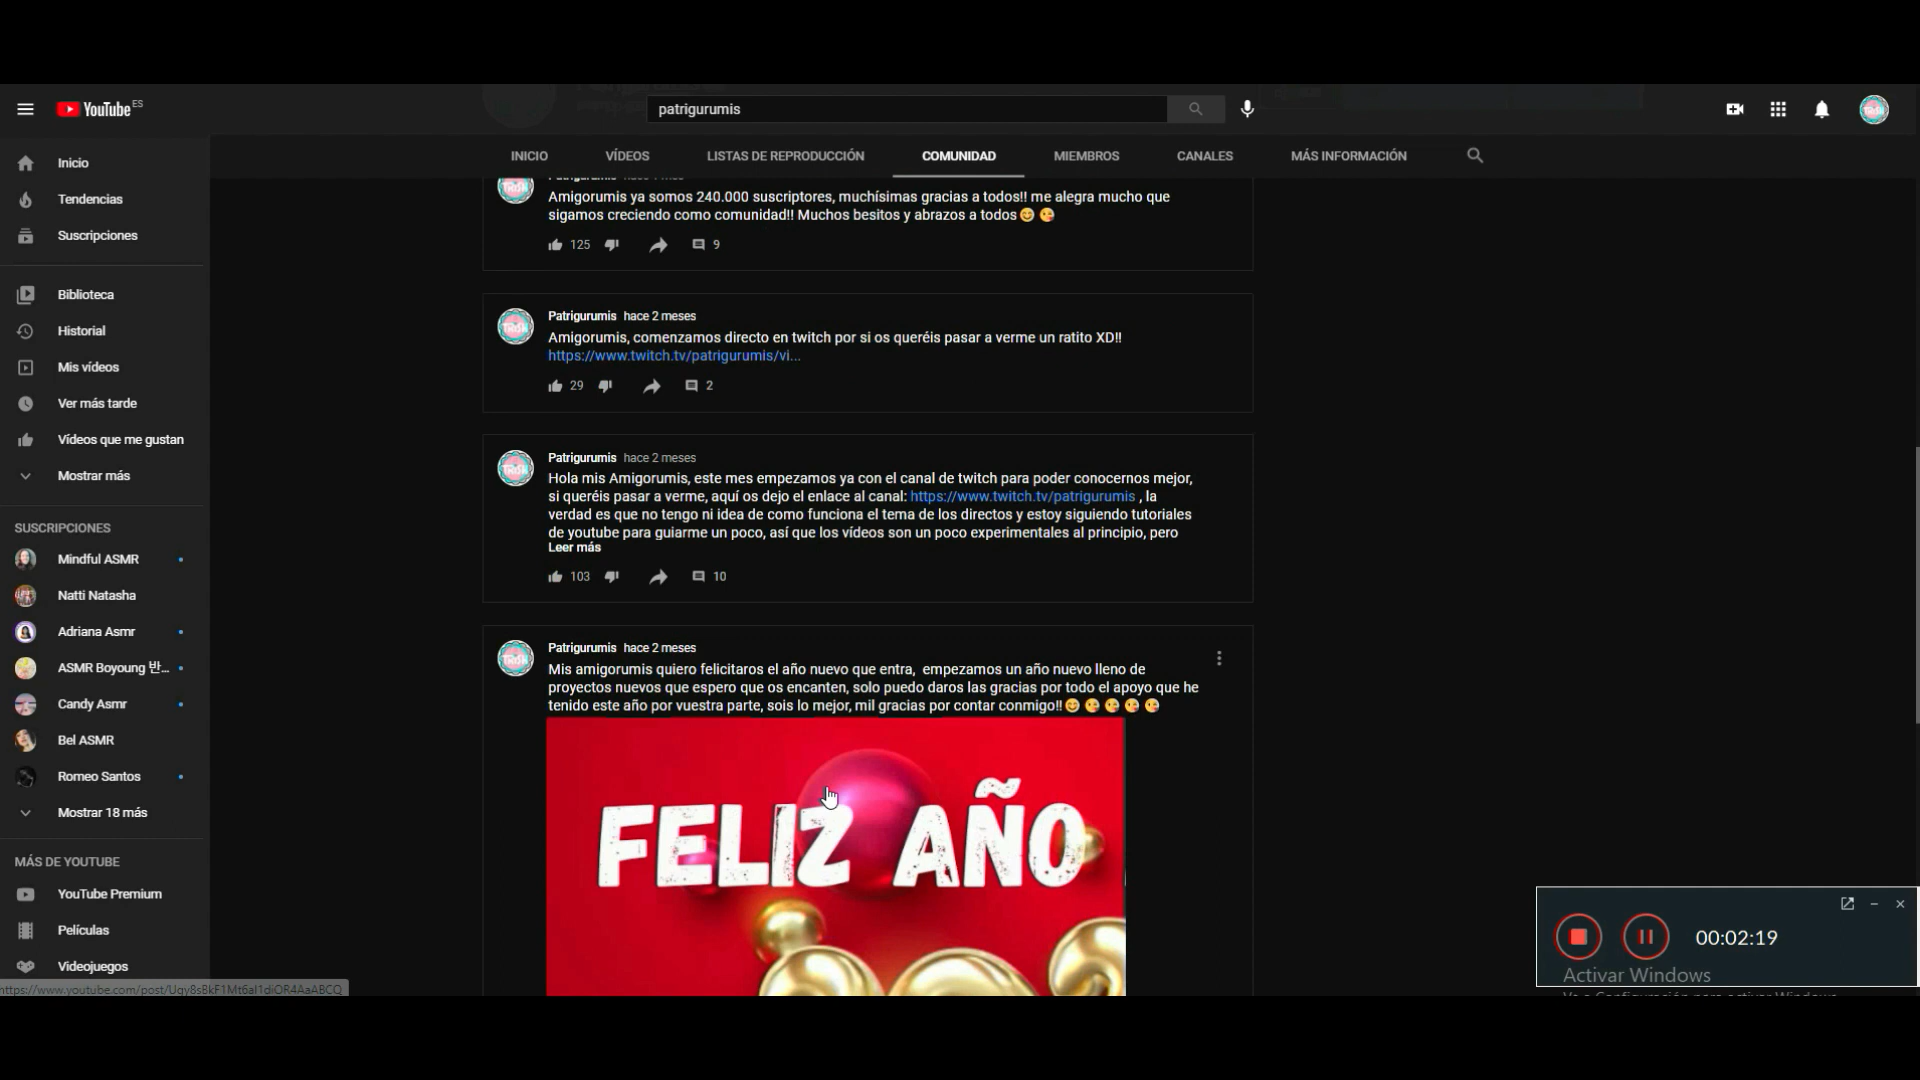 YouTube ES
patrigurumis
INICIO
VÍDEOS
LISTAS DE REPRODUCCIÓN
COMUNIDAD
MIEMBROS
CANALES
MÁS INFORMACIÓN
Inicio
Tendencias
Suscripciones
Biblioteca
Historial
Mis vídeos
Ver más tarde
Vídeos que me gustan
Mostrar más
SUSCRIPCIONES
Mindful ASMR
Natti Natasha
Adriana Asmr
ASMR Boyoung 반...
Candy Asmr
Bel ASMR
Romeo Santos
Mostrar 18 más
MÁS DE YOUTUBE
YouTube Premium
Películas
Videojuegos
Amigorumis ya somos 240.000 suscriptores, muchísimas gracias a todos!! me alegra mucho que
sigamos creciendo como comunidad!! Muchos besitos y abrazos a todos😊 😘
125
9
Patrigurumis hace 2 meses
Amigorumis, comenzamos directo en twitch por si os queréis pasar a verme un ratito XD!!
https://www.twitch.tv/patrigurumis/vi...
29
2
Patrigurumis hace 2 meses
Hola mis Amigorumis, este mes empezamos ya con el canal de twitch para poder conocernos mejor,
si queréis pasar a verme, aquí os dejo el enlace al canal: https://www.twitch.tv/patrigurumis , la
verdad es que no tengo ni idea de como funciona el tema de los directos y estoy siguiendo tutoriales
de youtube para guiarme un poco, así que los vídeos son un poco experimentales al principio, pero
Leer más
103
10
Patrigurumis hace 2 meses
Mis amigorumis quiero felicitaros el año nuevo que entra, empezamos un año nuevo lleno de
proyectos nuevos que espero que os encanten, solo puedo daros las gracias por todo el apoyo que he
tenido este año por vuestra parte, sois lo mejor, mil gracias por contar conmigo!!😊 😘 😘 😘 😘
FELIZ AÑO
00:02:19
Activar Windows